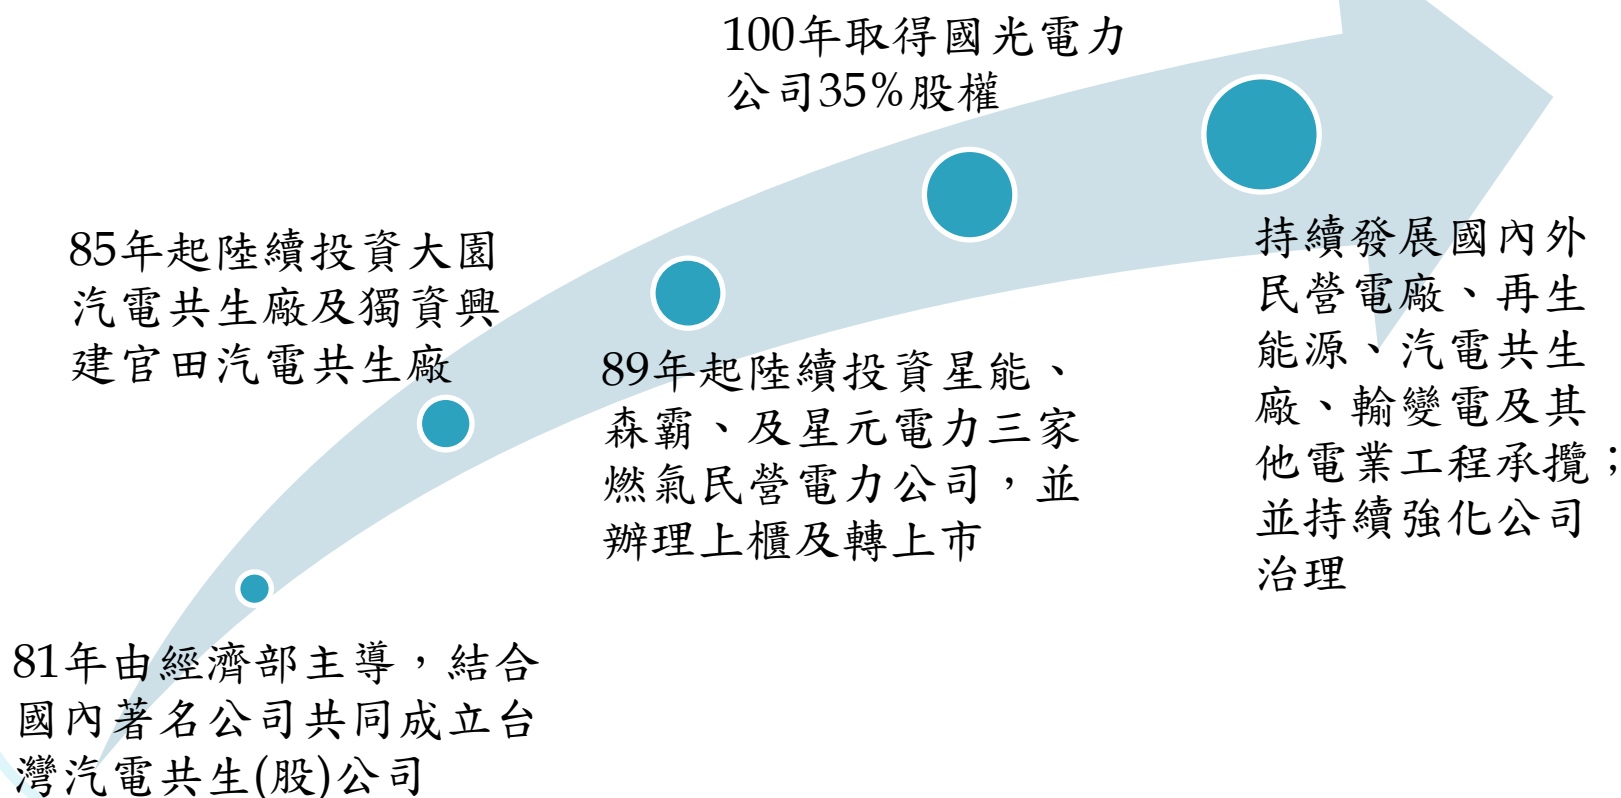 100年取得國光電力
公司35%股權
85年起陸續投資大園
汽電共生廠及獨資興
建官田汽電共生廠
89年起陸續投資星能、
森霸、及星元電力三家
燃氣民營電力公司，並
辦理上櫃及轉上市
持續發展國內外
民營電廠、再生
能源、汽電共生
廠、輸變電及其
他電業工程承攬；
並持續強化公司
治理
81年由經濟部主導，結合
國內著名公司共同成立台
灣汽電共生(股)公司